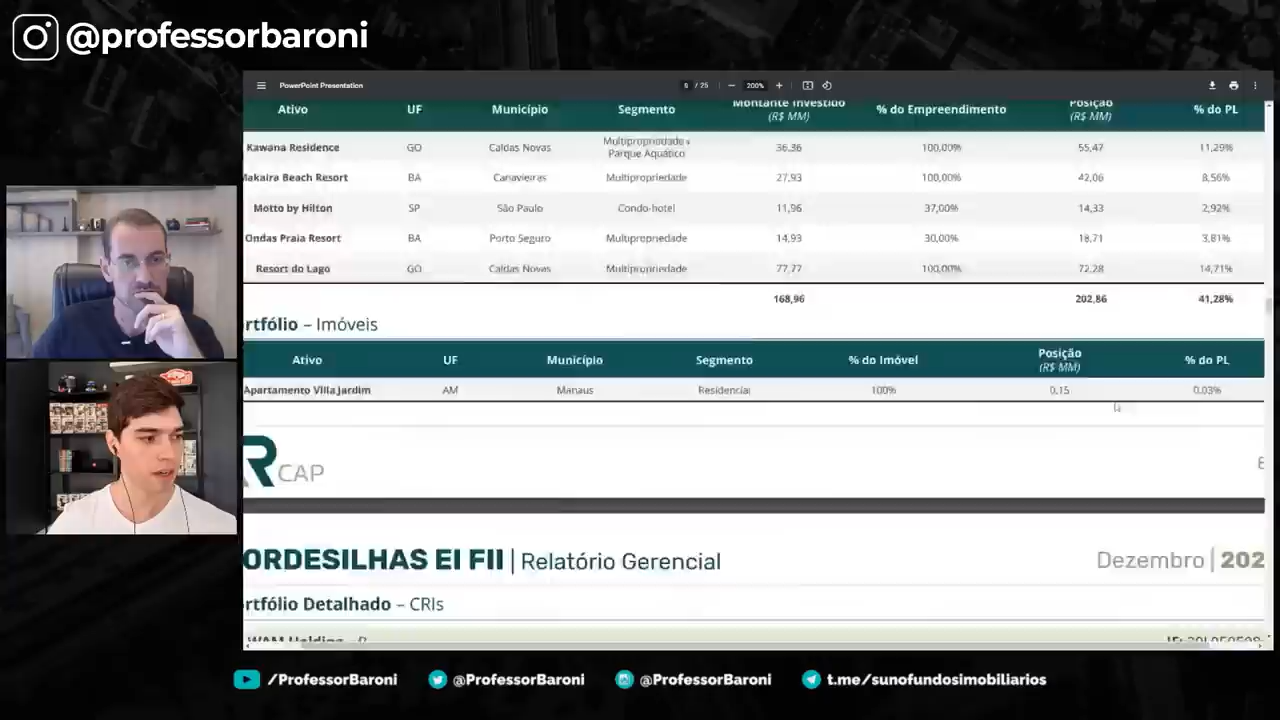 @professorbaroni
PowerPoint Presentation 6 / 25 200%
Ativo UF Município Segmento Montante Investido (R$ MM) % do Empreendimento Posição (R$ MM) % do PL
Kawana Residence GO Caldas Novas Multipropriedade e Parque Aquático 36,36 100,00% 55,47 11,29%
Makaira Beach Resort BA Canavieiras Multipropriedade 27,93 100,00% 42,06 8,56%
Motto by Hilton SP São Paulo Condo-hotel 11,96 37,00% 14,33 2,92%
Ondas Praia Resort BA Porto Seguro Multipropriedade 14,93 30,00% 18,71 3,81%
Resort do Lago GO Caldas Novas Multipropriedade 77,77 100,00% 72,28 14,71%
168,96 202,86 41,28%
rtfólio – Imóveis
Ativo UF Município Segmento % do Imóvel Posição (R$ MM) % do PL
Apartamento Villa Jardim AM Manaus Residencial 100% 0,15 0,03%
R CAP
ORDESILHAS EI FII | Relatório Gerencial Dezembro | 202
rtfólio Detalhado – CRIs
WAM Holding
/ProfessorBaroni @ProfessorBaroni @ProfessorBaroni t.me/sunofundosimobiliarios